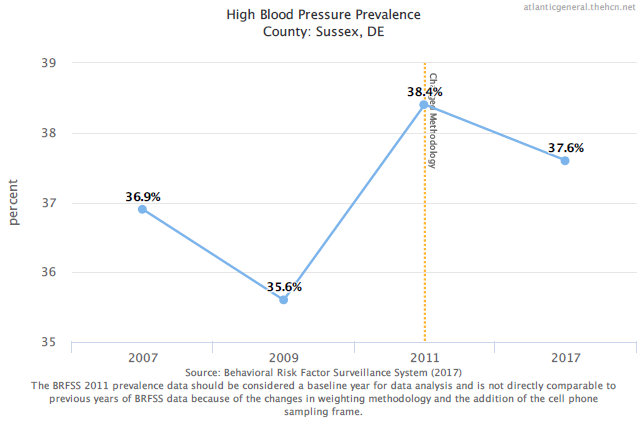 atlanticgeneral.thehcn.net
High Blood Pressure Prevalence
County: Sussex, DE
39
38
37
36
35
percent
36.9%
35.6%
38.4%
37.6%
Changed Methodology
2007 2009 2011 2017
Source: Behavioral Risk Factor Surveillance System (2017)
The BRFSS 2011 prevalence data should be considered a baseline year for data analysis and is not directly comparable to
previous years of BRFSS data because of the changes in weighting methodology and the addition of the cell phone
sampling frame.